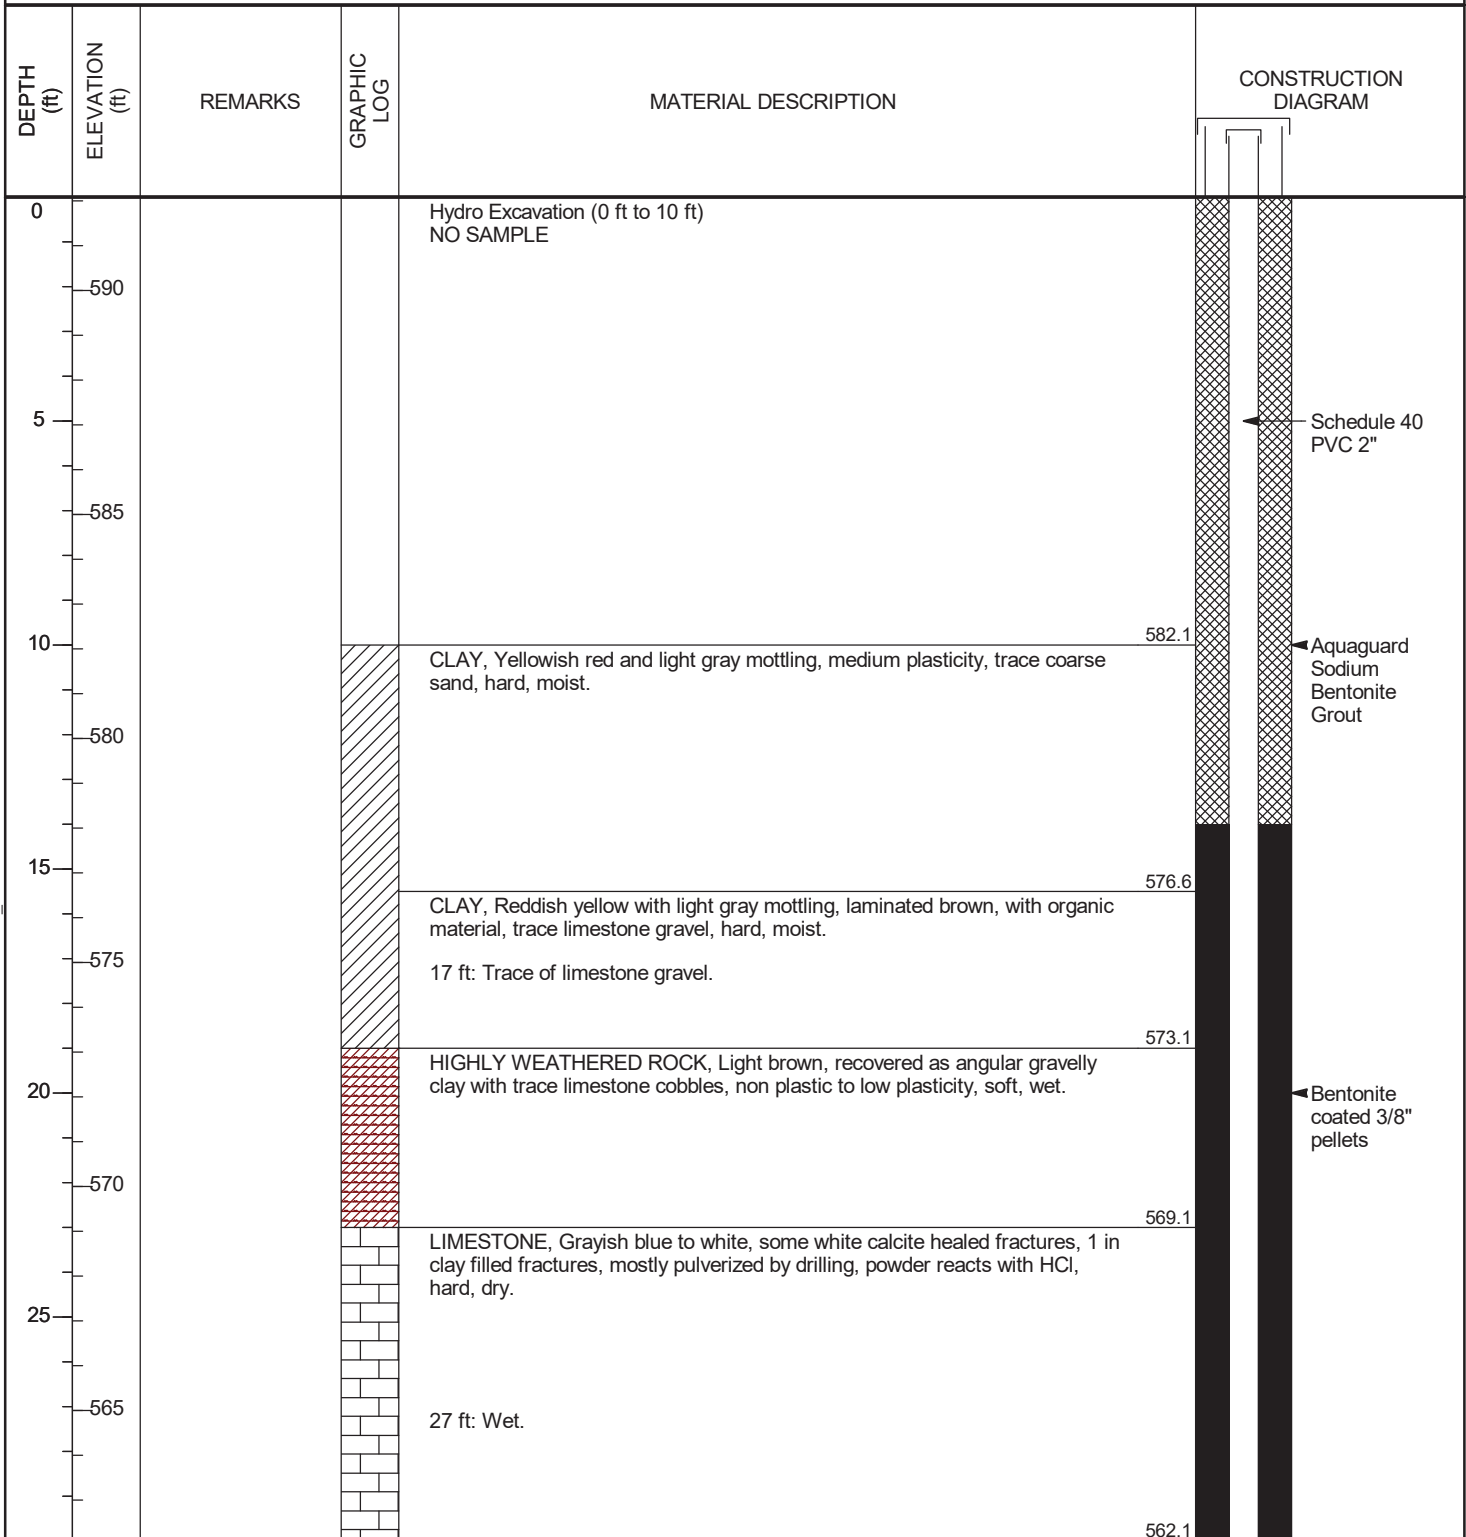 DEPTH
(ft)
ELEVATION
(ft)
REMARKS
GRAPHIC
LOG
MATERIAL DESCRIPTION
CONSTRUCTION
DIAGRAM
0
Hydro Excavation (0 ft to 10 ft)
NO SAMPLE
590
5
Schedule 40
PVC 2"
585
582.1
10
CLAY, Yellowish red and light gray mottling, medium plasticity, trace coarse
sand, hard, moist.
Aquaguard
Sodium
Bentonite
Grout
580
15
576.6
CLAY, Reddish yellow with light gray mottling, laminated brown, with organic
material, trace limestone gravel, hard, moist.
575
17 ft: Trace of limestone gravel.
573.1
HIGHLY WEATHERED ROCK, Light brown, recovered as angular gravelly
clay with trace limestone cobbles, non plastic to low plasticity, soft, wet.
20
Bentonite
coated 3/8"
pellets
570
569.1
LIMESTONE, Grayish blue to white, some white calcite healed fractures, 1 in
clay filled fractures, mostly pulverized by drilling, powder reacts with HCl,
hard, dry.
25
565
27 ft: Wet.
562.1